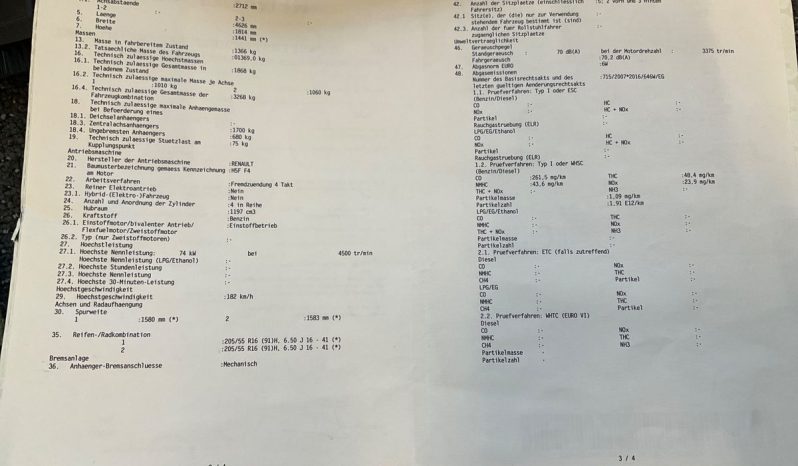 Achsabstaende :2712 mm
1-2
5. Laenge 2-3
6. Breite :4626 mm
7. Hoehe :1814 mm
Massen :1441 mm (*)
13. Masse in fahrbereitem Zustand
13.2. Tatsaechliche Masse des Fahrzeugs :1366 kg
16. Technisch zulaessige Hoechstmassen :01369,0 kg
16.1. Technisch zulaessige Gesamtmasse in
beladenem Zustand :1868 kg
16.2. Technisch zulaessige maximale Masse je Achse
1 :1010 kg 2 :1060 kg
16.4. Technisch zulaessige Gesamtmasse der
Fahrzeugkombination :3268 kg
18. Technisch zulaessige maximale Anhaengemasse
bei Befoerderung eines
18.1. Deichselanhaengers :-
18.3. Zentralachsanhaengers :-
18.4. Ungebremsten Anhaengers :680 kg
19. Technisch zulaessige Stuetzlast am :1700 kg
Kupplungspunkt :75 kg
Antriebsmaschine
20. Hersteller der Antriebsmaschine :RENAULT
21. Baumusterbezeichnung gemaess Kennzeichnung :H5F F4
am Motor
22. Arbeitsverfahren :Fremdzuendung 4 Takt
23. Reiner Elektroantrieb :Nein
23.1. Hybrid-(Elektro-)Fahrzeug :Nein
24. Anzahl und Anordnung der Zylinder :4 in Reihe
25. Hubraum :1197 cm3
26. Kraftstoff :Benzin
26.1. Einstoffmotor/bivalenter Antrieb/ :Einstoffbetrieb
Flexfuelmotor/Zweistoffmotor
26.2. Typ (nur Zweistoffmotoren) :-
27. Hoechstleistung
27.1. Hoechste Nennleistung: 74 kW bei 4500 tr/min
Hoechste Nennleistung (LPG/Ethanol) :-
27.2. Hoechste Stundenleistung :-
27.3. Hoechste Nennleistung :-
27.4. Hoechste 30-Minuten-Leistung :-
Hoechstgeschwindigkeit
29. Hoechstgeschwindigkeit :182 km/h
Achsen und Radaufhaengung
30. Spurweite
1 :1580 mm (*) 2 :1583 mm (*)
35. Reifen-/Radkombination
1 :205/55 R16 (91)H, 6.50 J 16 - 41 (*)
2 :205/55 R16 (91)H, 6.50 J 16 - 41 (*)
Bremsanlage
36. Anhaenger-Bremsanschluesse :Mechanisch
42. Anzahl der Sitzplaetze (einschliesslich
Fahrersitz)
42.1 Sitz(e), der(die) nur zur Verwendung :-
stehendem Fahrzeug bestimmt ist (sind)
42.3. Anzahl der fuer Rollstuhlfahrer :-
zugaenglichen Sitzplaetze
Umweltvertraeglichkeit
46. Geraeuschpegel
Standgeraeusch : 70 dB(A) bei der Motordrehzahl : 3375 tr/min
Fahrgeraeusch :70,2 dB(A)
47. Abgasnorm EURO :6W
48. Abgasemissionen
Nummer des Basisrechtsakts und des :715/2007*2016/646W/EG
letzten gueltigen Aenderungsrechtsakts
1.1. Pruefverfahren: Typ I oder ESC
(Benzin/Diesel)
CO :- HC :-
NOx :- HC + NOx :-
Partikel :-
Rauchgastruebung (ELR) :-
LPG/EG/Ethanol
CO :- HC :-
NOx :- HC + NOx :-
Partikel :-
Rauchgastruebung (ELR) :-
1.2. Pruefverfahren: Typ I oder WHSC
(Benzin/Diesel)
CO :261,5 mg/km THC :48,4 mg/km
NMHC :43,6 mg/km NOx :23,9 mg/km
THC + NOx :- NH3 :-
Partikelmasse :1,09 mg/km
Partikelzahl :1.91 E12/km
LPG/EG/Ethanol
CO :- THC :-
NMHC :- NOx :-
THC + NOx :- NH3 :-
Partikelmasse :-
Partikelzahl :-
2.1. Pruefverfahren: ETC (falls zutreffend)
Diesel
CO :- NOx :-
NMHC :- THC :-
CH4 :- Partikel :-
LPG/EG
CO :- NOx :-
NMHC :- THC :-
CH4 :- Partikel :-
2.2. Pruefverfahren: WHTC (EURO VI)
Diesel
CO :- NOx :-
NMHC :- THC :-
CH4 :- NH3 :-
Partikelmasse :-
Partikelzahl :-
3 / 4